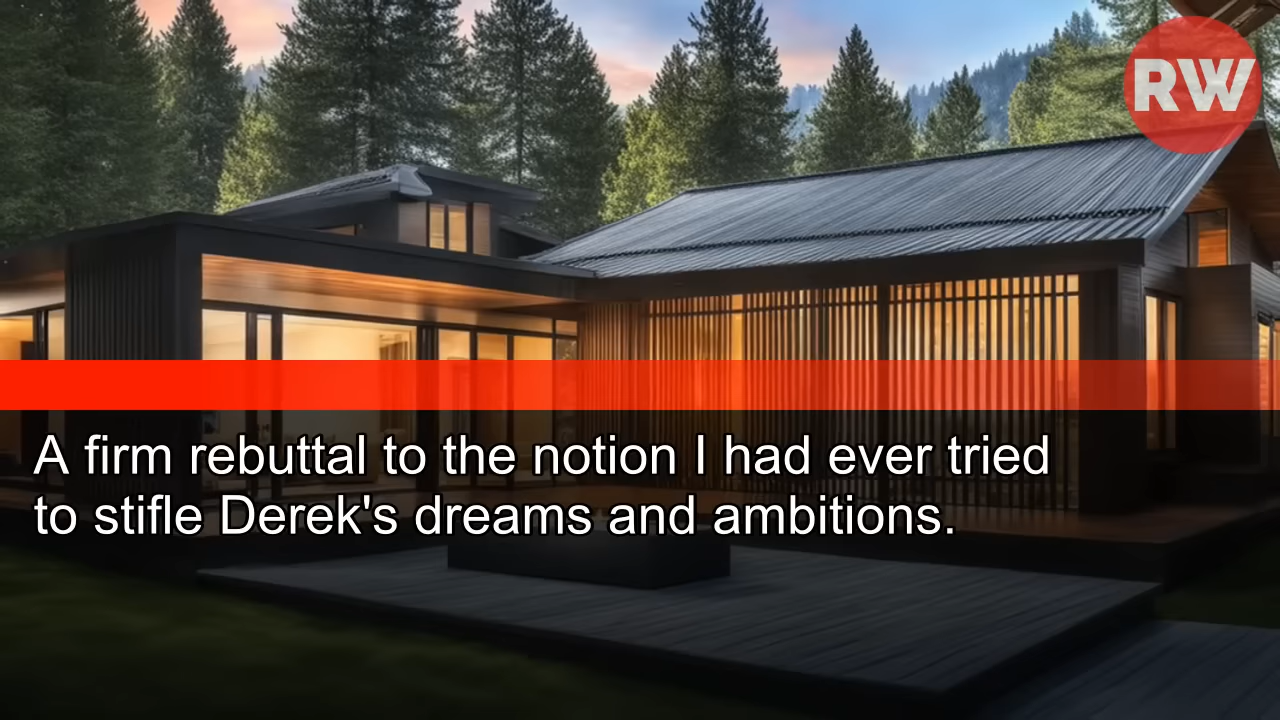 RW
A firm rebuttal to the notion I had ever tried
to stifle Derek's dreams and ambitions.